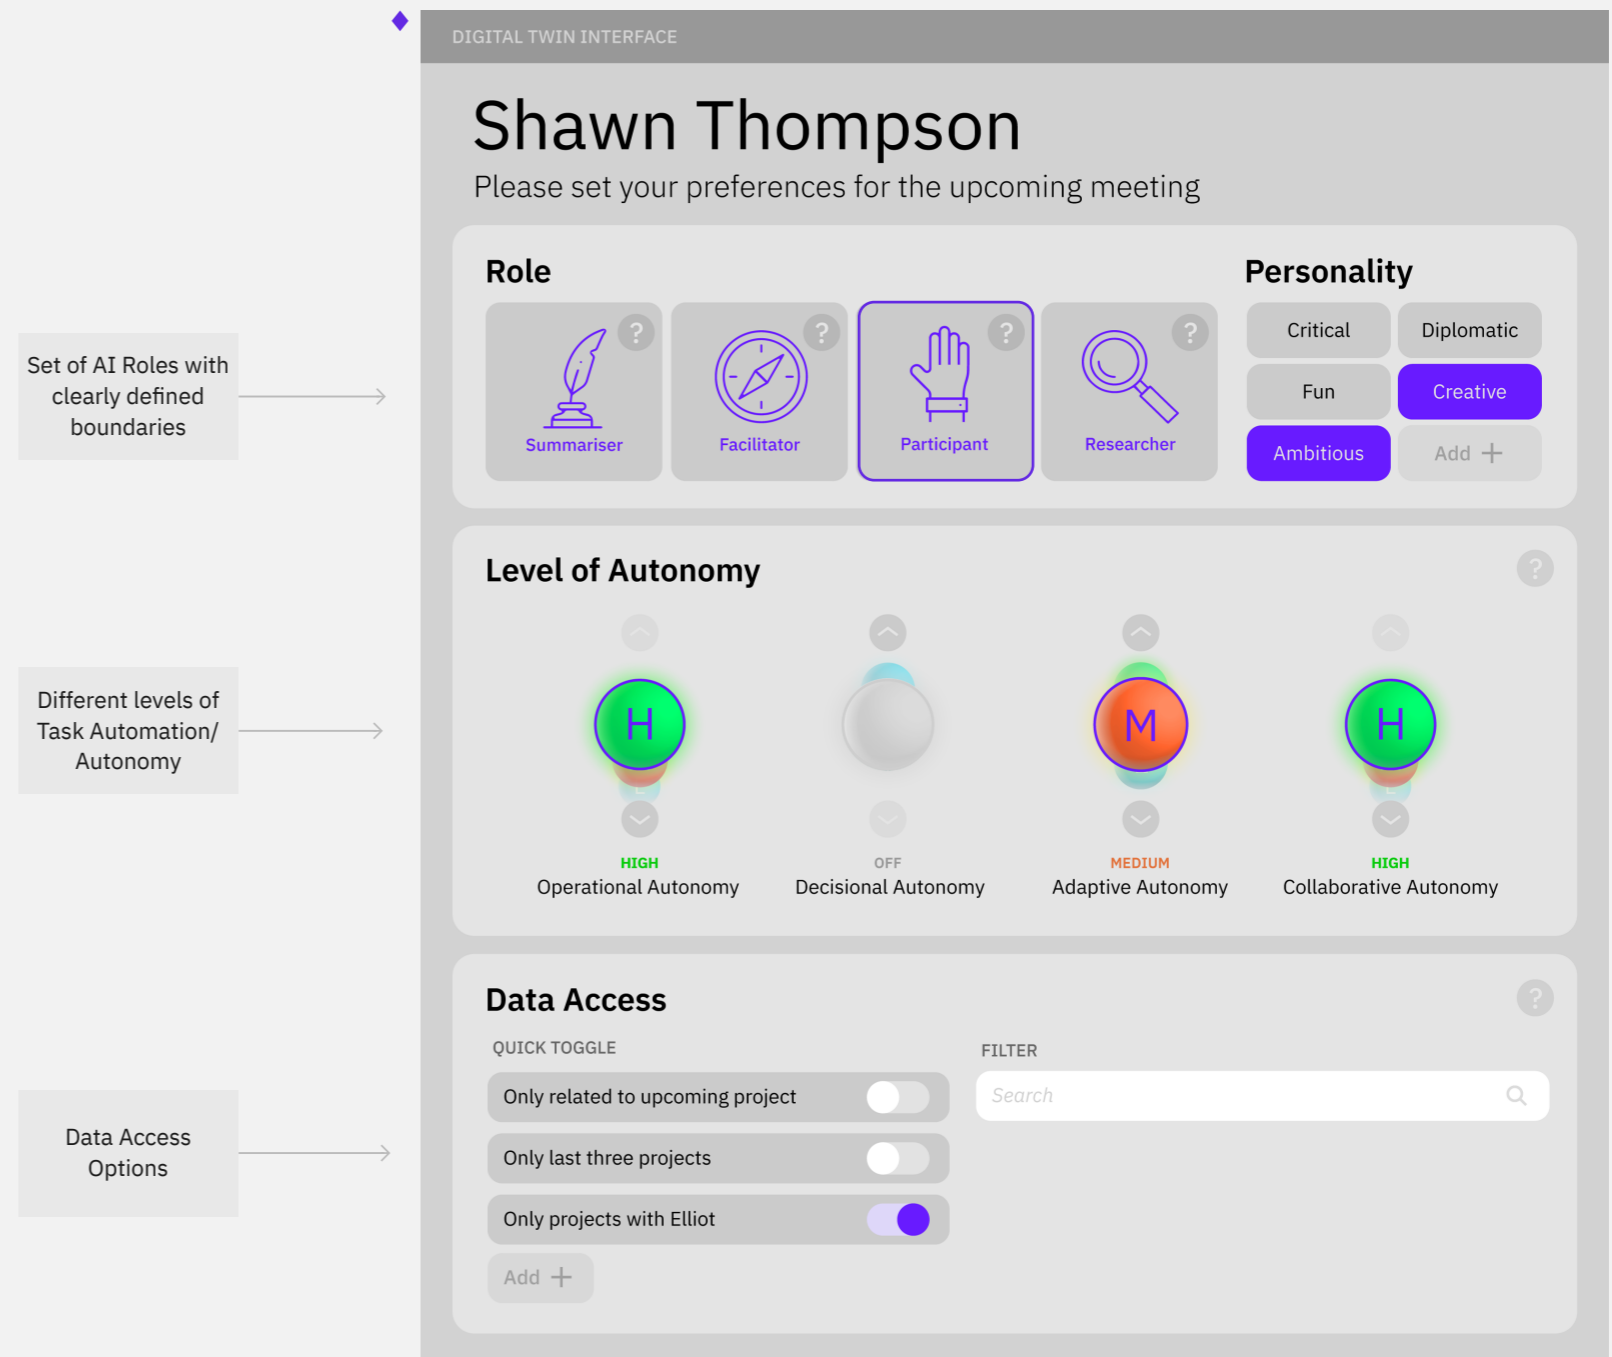 DIGITAL TWIN INTERFACE
Shawn Thompson
Please set your preferences for the upcoming meeting
Role
?
?
?
?
Summariser
Facilitator
Participant
Researcher
Personality
Critical
Diplomatic
Fun
Creative
Ambitious
Add +
Set of AI Roles with
clearly defined
boundaries
Level of Autonomy
?
H
M
H
HIGH
OFF
MEDIUM
HIGH
Operational Autonomy
Decisional Autonomy
Adaptive Autonomy
Collaborative Autonomy
Different levels of
Task Automation/
Autonomy
Data Access
?
QUICK TOGGLE
Only related to upcoming project
Only last three projects
Only projects with Elliot
Add +
FILTER
Search
Data Access
Options